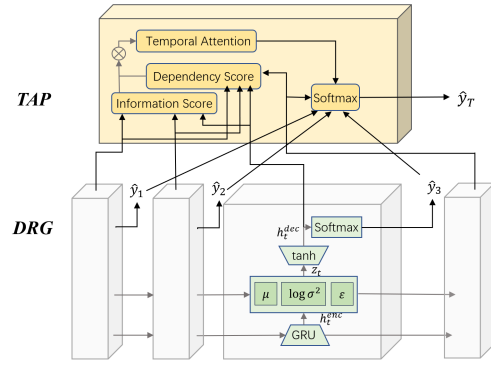 Temporal Attention
Dependency Score
Information Score
TAP
Softmax
ŷ_T
ŷ_1
ŷ_2
ŷ_3
DRG
h_t^{dec}
Softmax
tanh
z_t
μ
log σ²
ε
h_t^{enc}
GRU